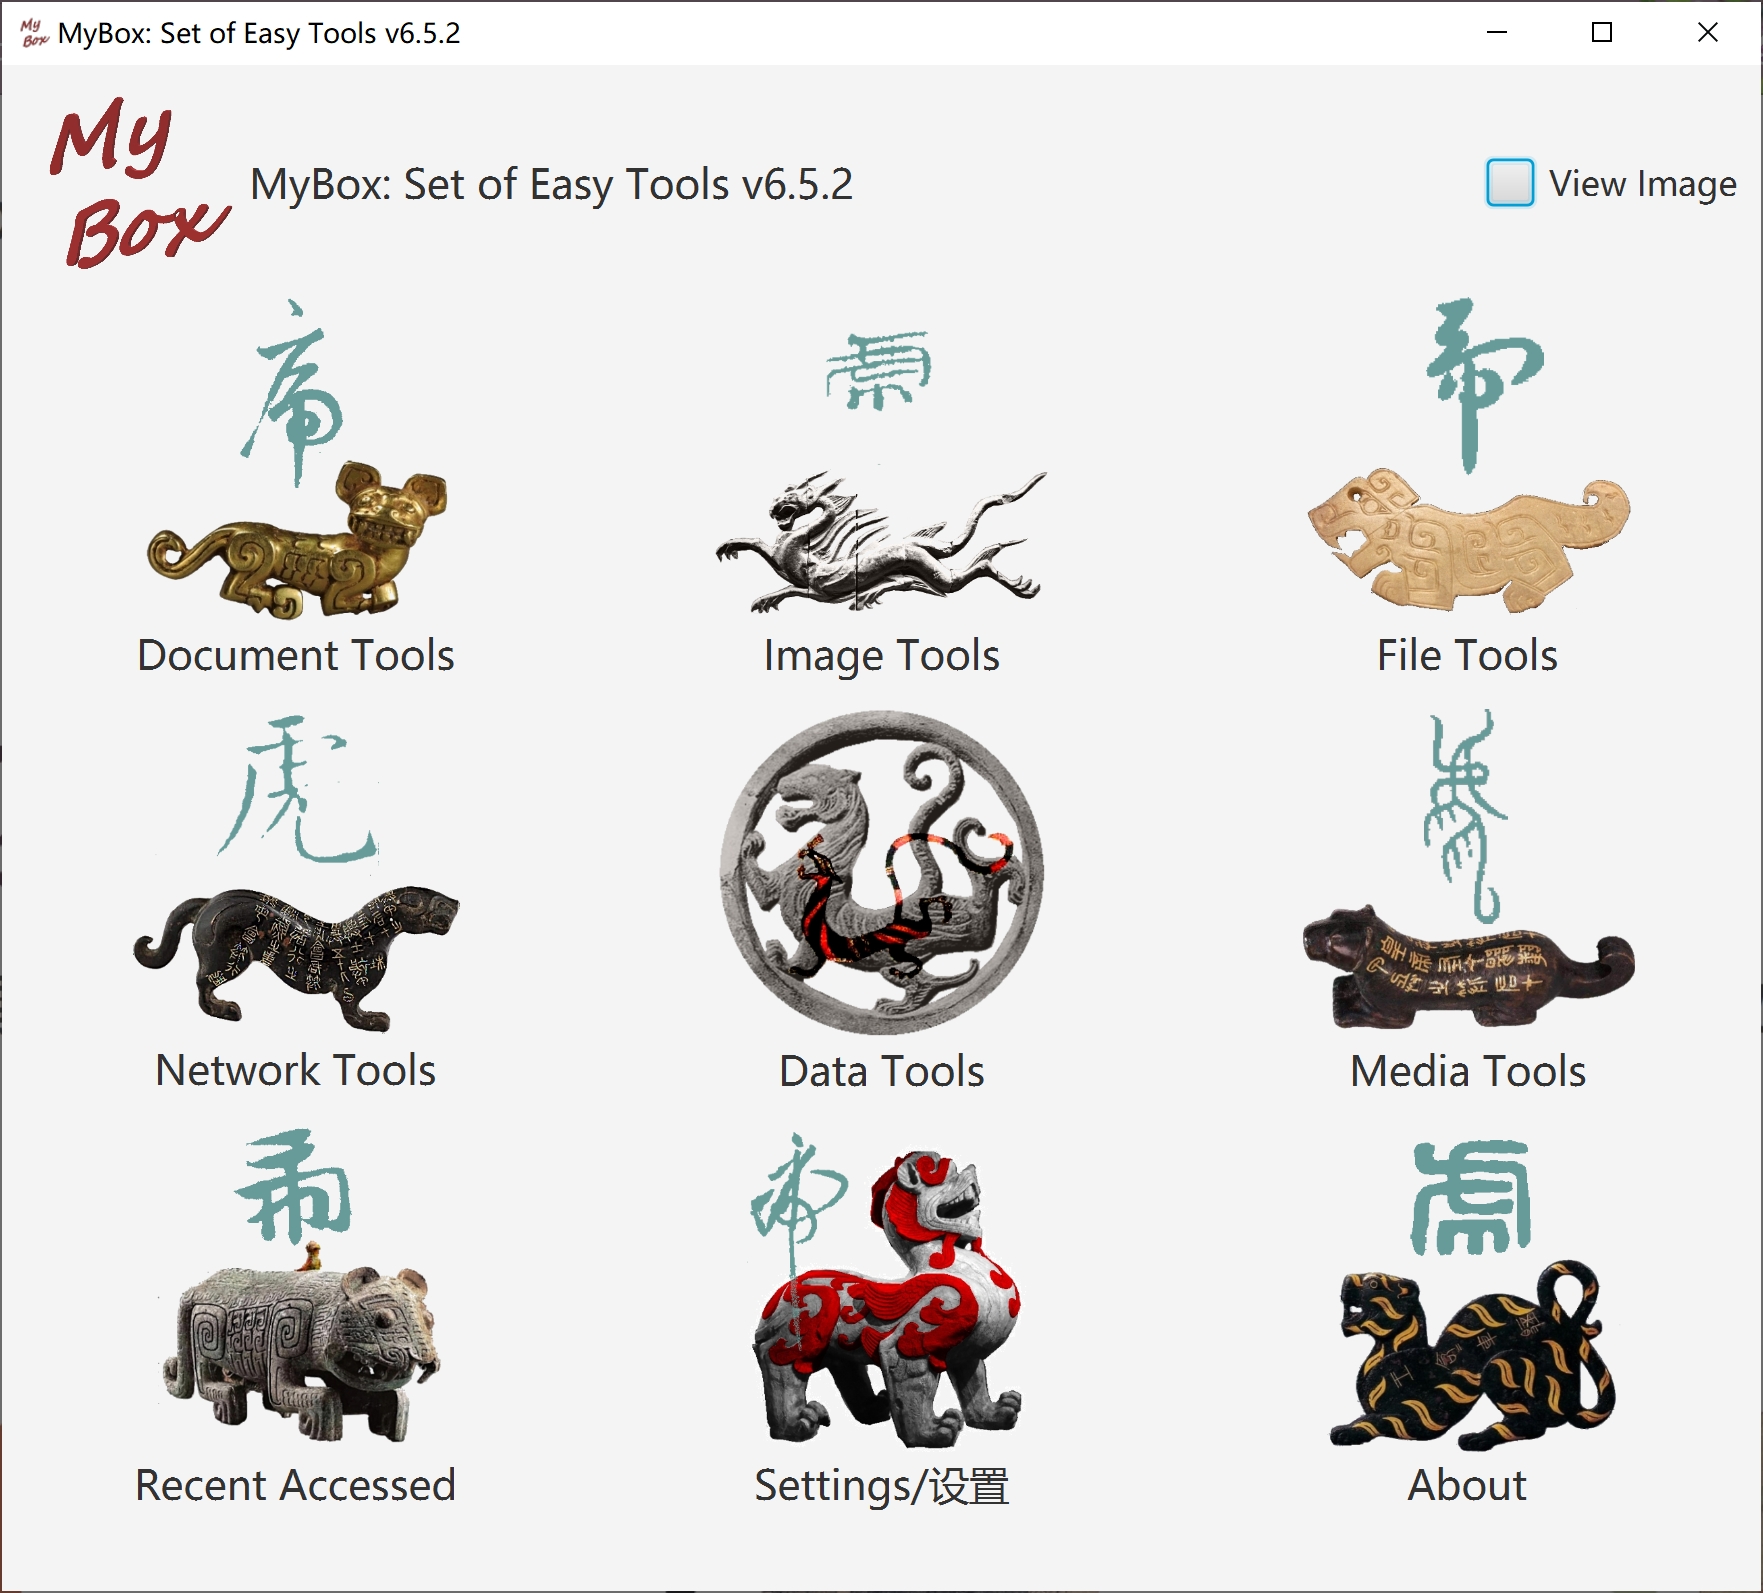 My Box MyBox: Set of Easy Tools v6.5.2
My
Box
MyBox: Set of Easy Tools v6.5.2
View Image
Document Tools
Image Tools
File Tools
虎
Network Tools
Data Tools
Media Tools
Recent Accessed
Settings/设置
About